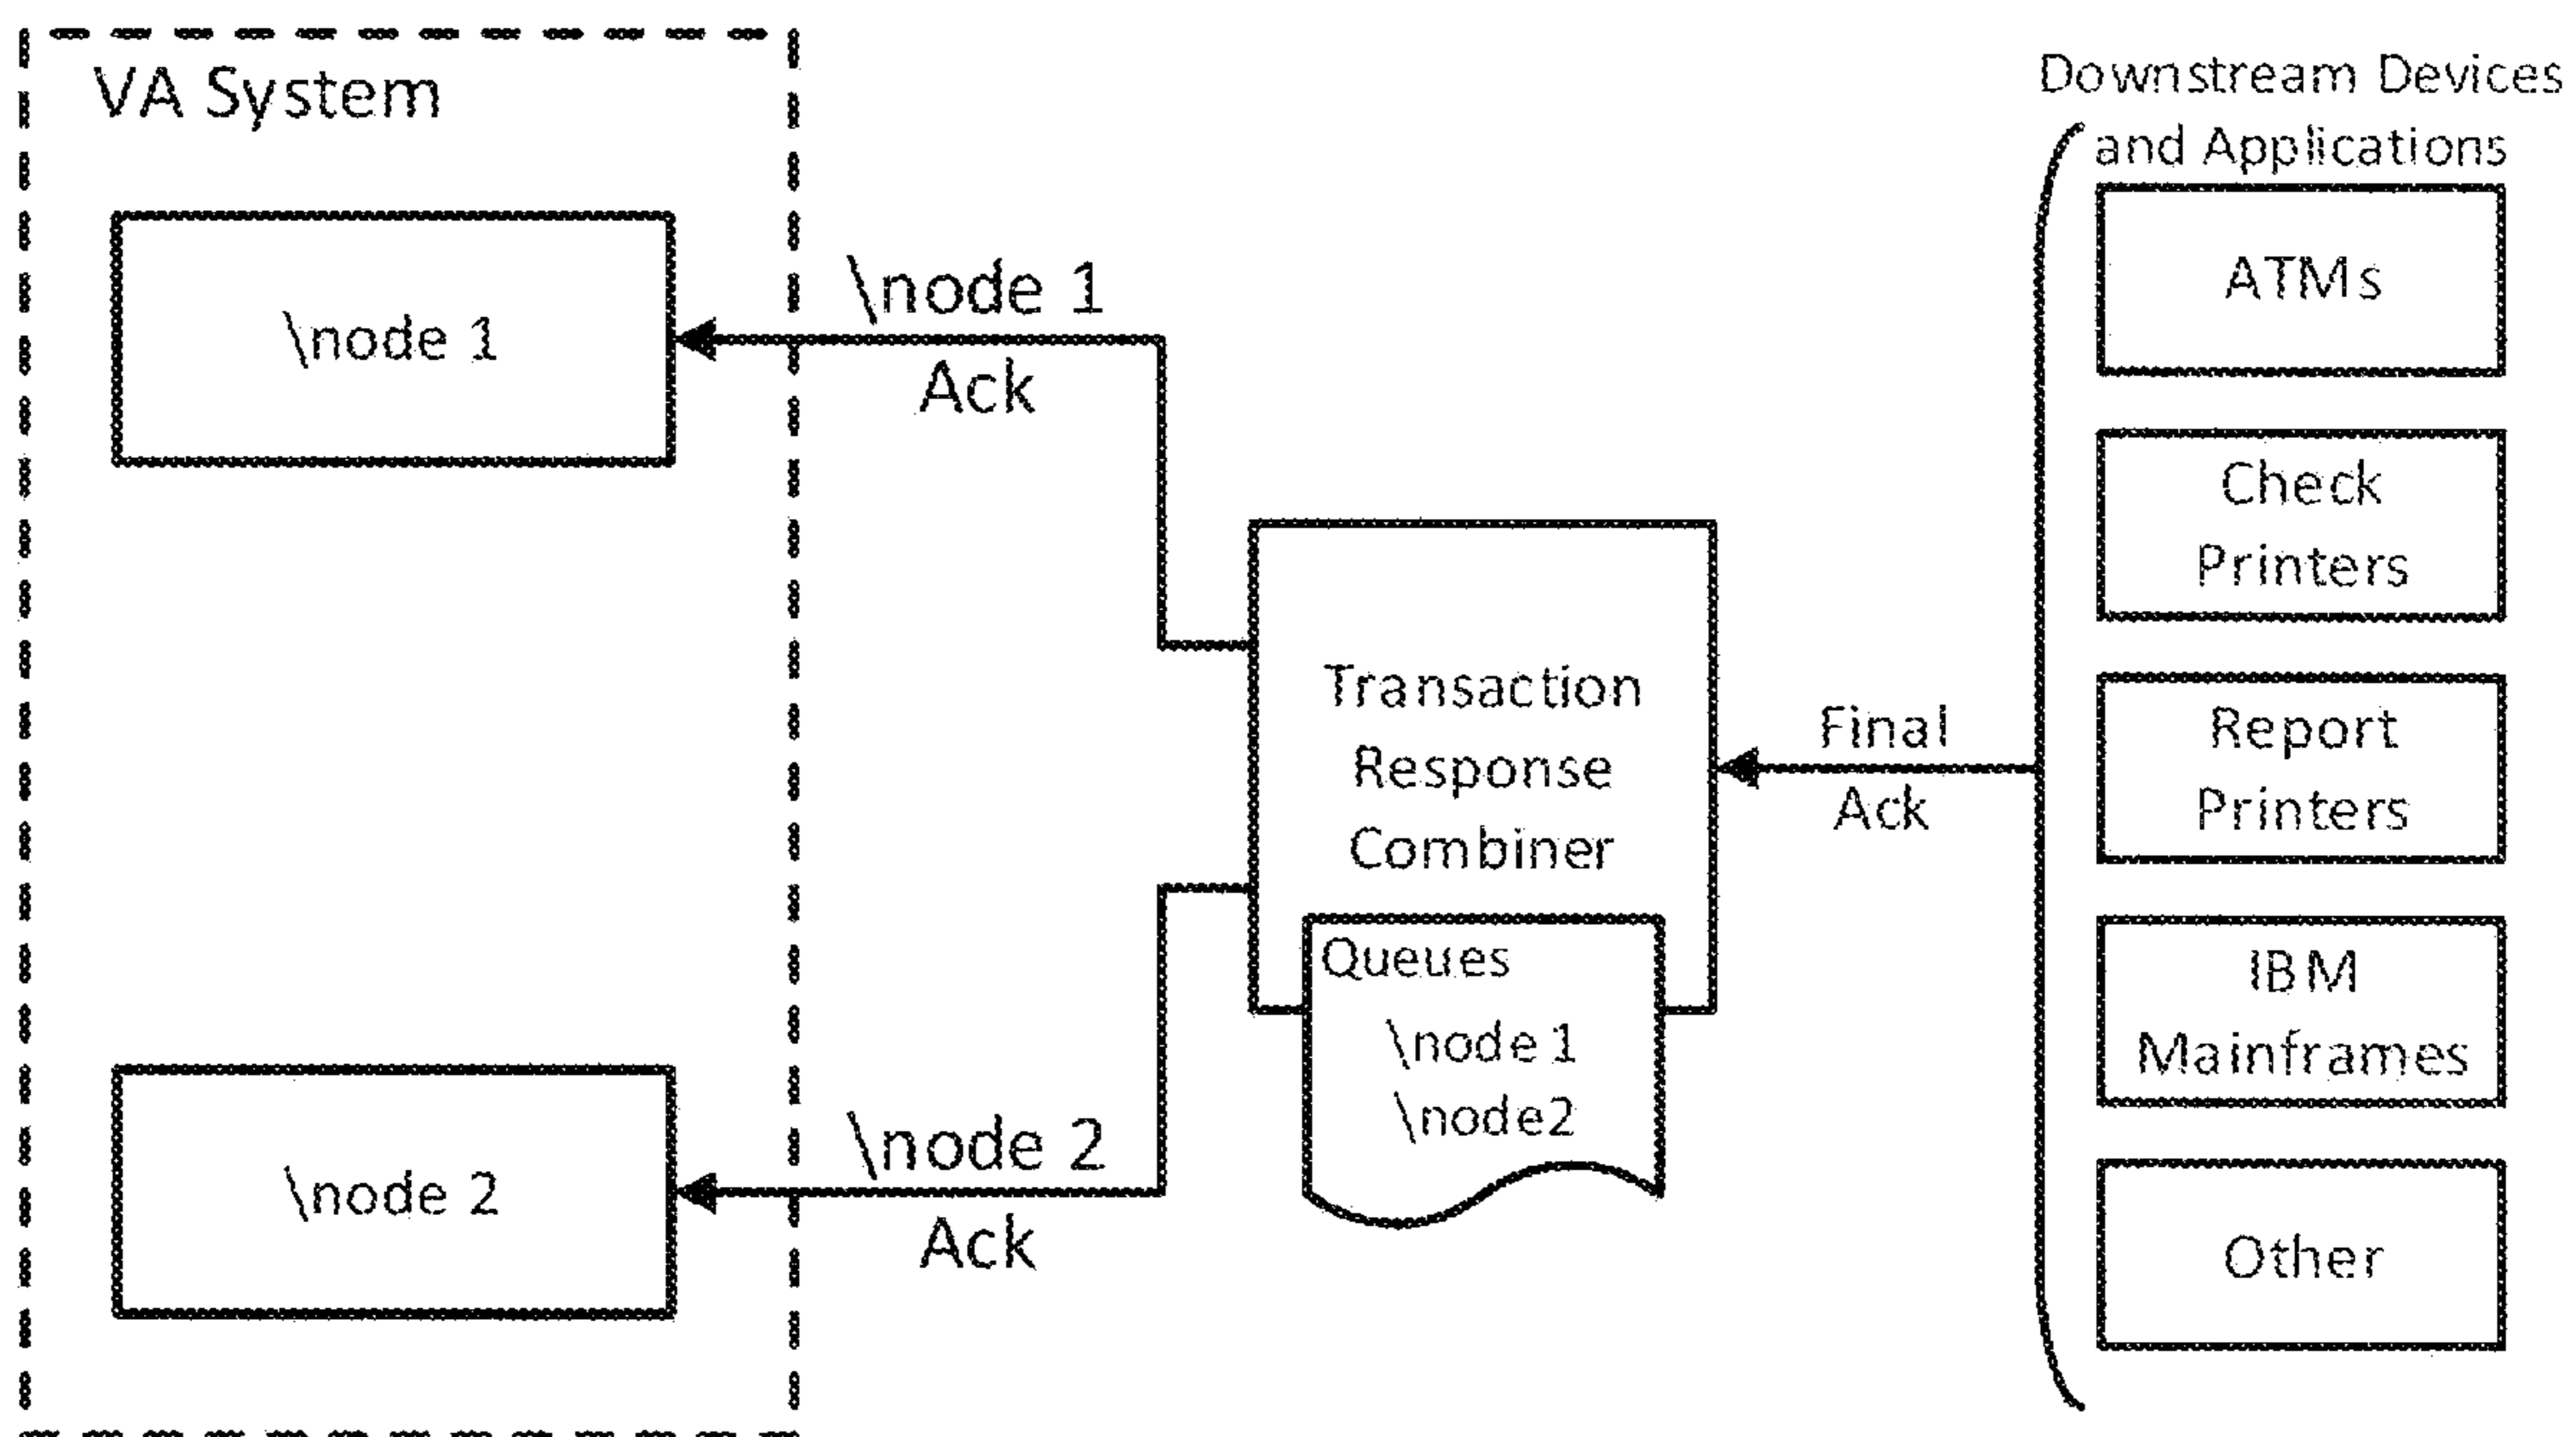 VA System
\node 1
\node 2
\node 1
Ack
\node 2
Ack
Transaction
Response
Combiner
Queues
\node 1
\node2
Final
Ack
Downstream Devices
and Applications
ATMs
Check
Printers
Report
Printers
IBM
Mainframes
Other